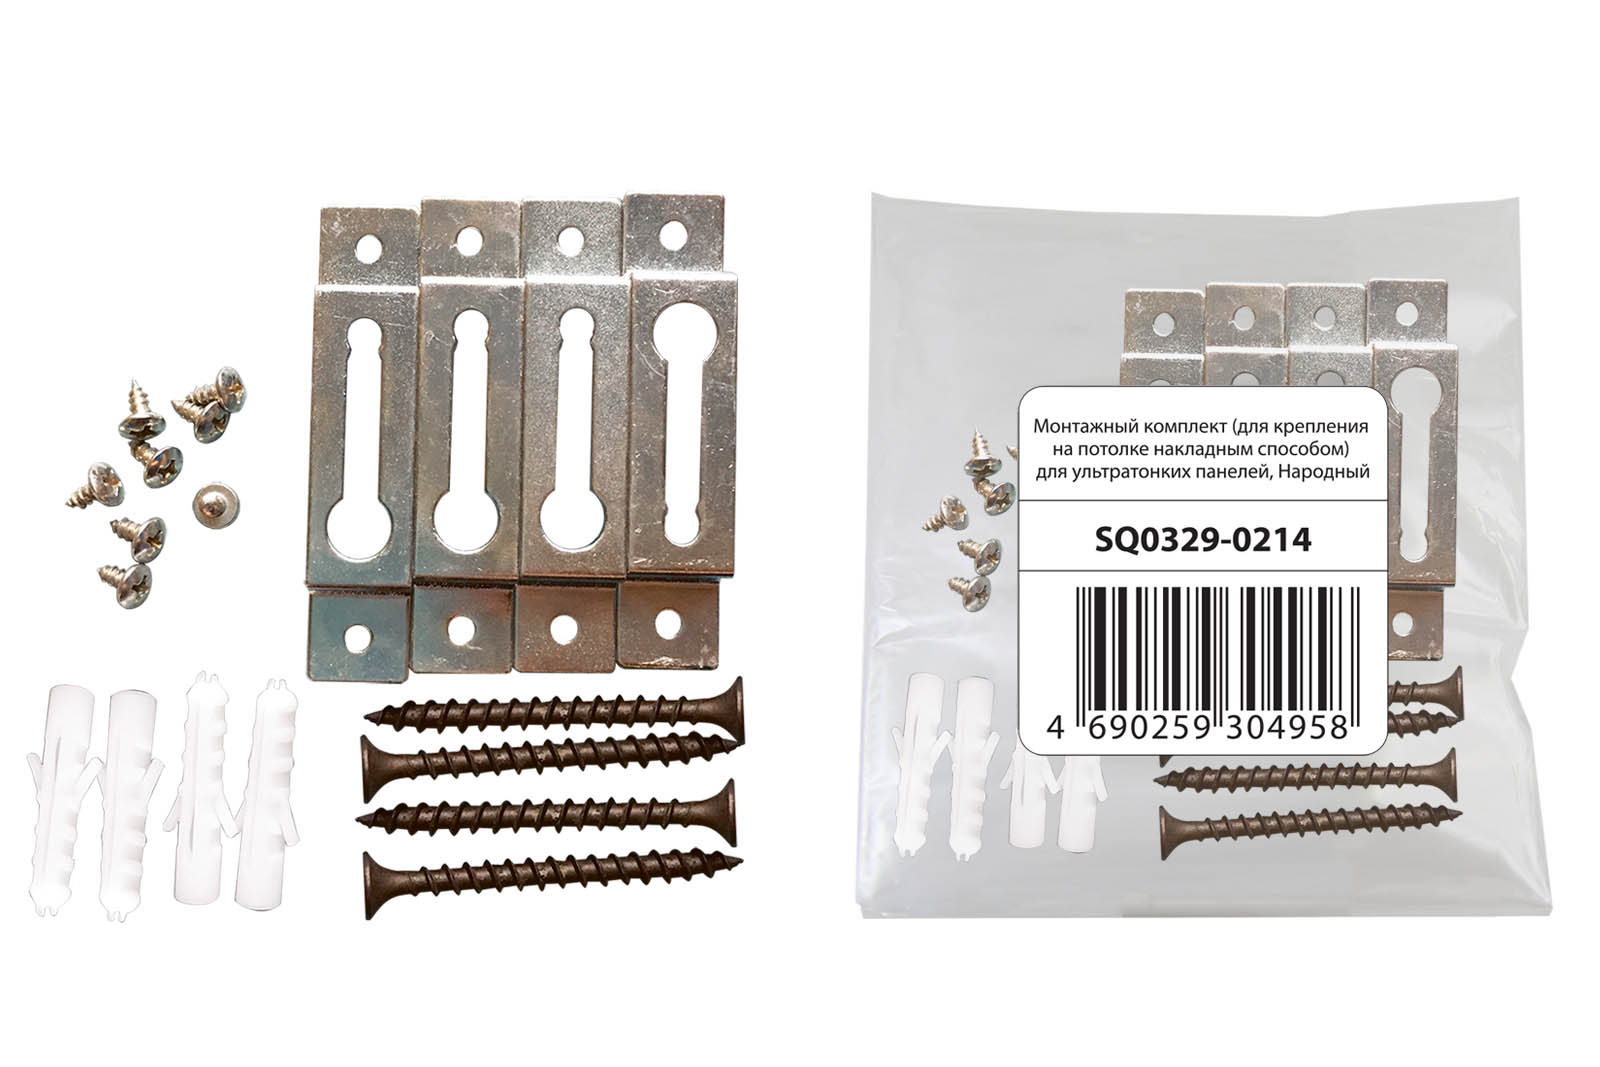 Монтажный комплект (для крепления
на потолке накладным способом)
для ультратонких панелей, Народный
SQ0329-0214
4 690259 304958